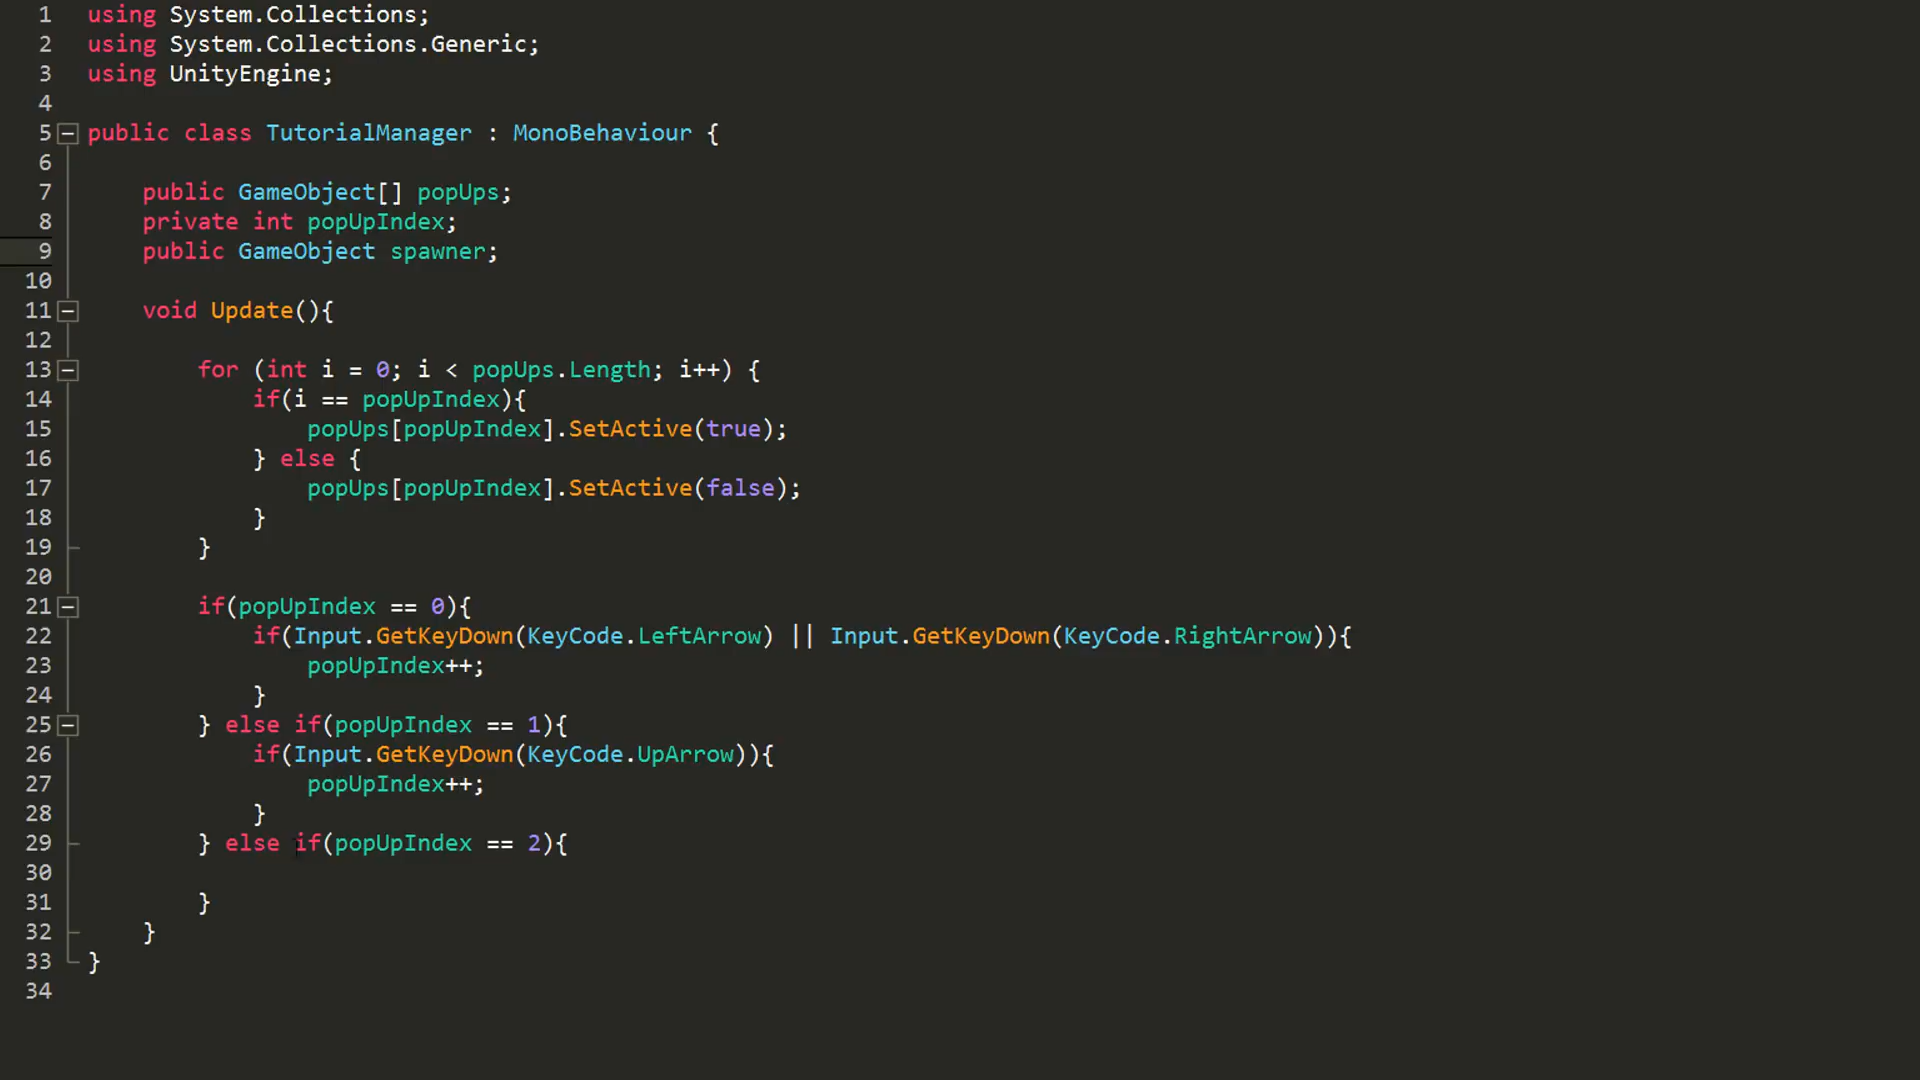 1 using System.Collections;
2 using System.Collections.Generic;
3 using UnityEngine;
4
5 public class TutorialManager : MonoBehaviour {
6
7     public GameObject[] popUps;
8     private int popUpIndex;
9     public GameObject spawner;
10
11     void Update(){
12
13         for (int i = 0; i < popUps.Length; i++) {
14             if(i == popUpIndex){
15                 popUps[popUpIndex].SetActive(true);
16             } else {
17                 popUps[popUpIndex].SetActive(false);
18             }
19         }
20
21         if(popUpIndex == 0){
22             if(Input.GetKeyDown(KeyCode.LeftArrow) || Input.GetKeyDown(KeyCode.RightArrow)){
23                 popUpIndex++;
24             }
25         } else if(popUpIndex == 1){
26             if(Input.GetKeyDown(KeyCode.UpArrow)){
27                 popUpIndex++;
28             }
29         } else if(popUpIndex == 2){
30
31         }
32     }
33 }
34